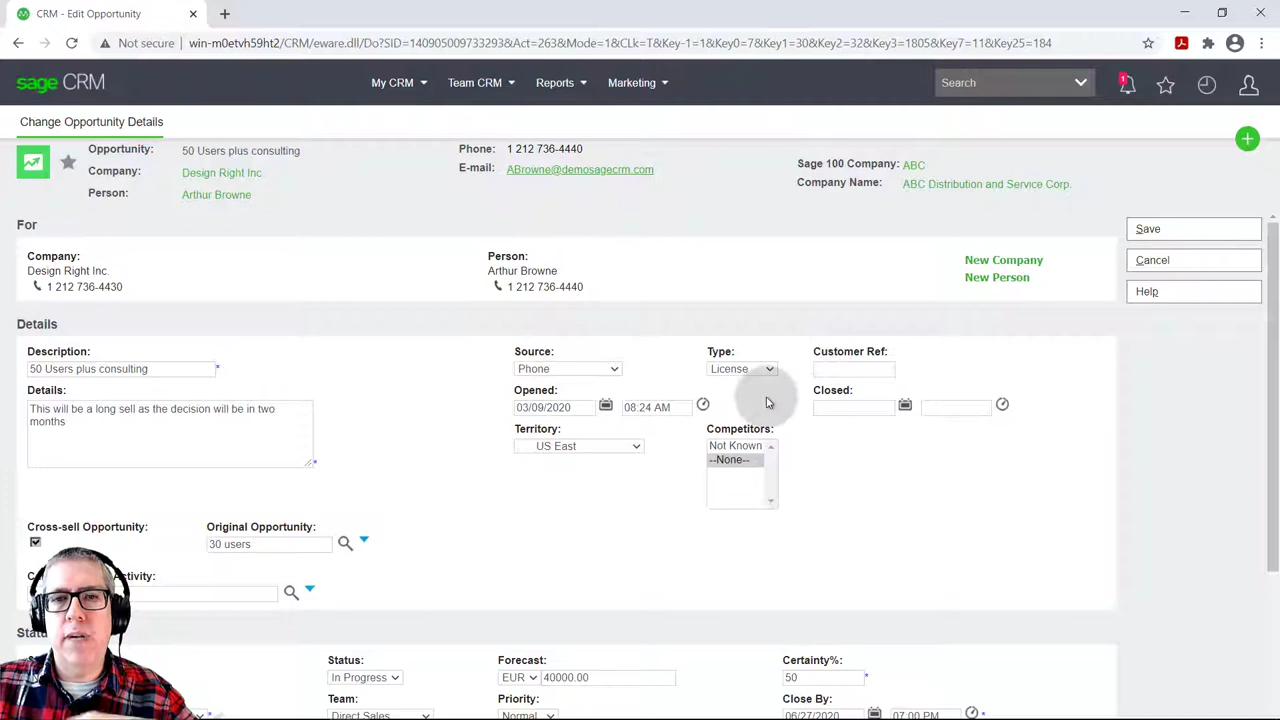 CRM - Edit Opportunity
Not secure win-m0etvh59ht2/CRM/eware.dll/Do?SID=140905009733293&Act=263&Mode=1&CLk=T&Key-1=1&Key0=7&Key1=30&Key2=32&Key3=1805&Key7=11&Key25=184
sage CRM My CRM Team CRM Reports Marketing Search 1
Change Opportunity Details
Opportunity: 50 Users plus consulting Phone: 1 212 736-4440
Sage 100 Company: ABC
Company: Design Right Inc. E-mail: ABrowne@demosagecrm.com
Company Name: ABC Distribution and Service Corp.
Person: Arthur Browne
For
Save
Company: Person: New Company
Cancel
Design Right Inc. Arthur Browne
New Person
1 212 736-4430 1 212 736-4440
Help
Details
Description: Source: Type: Customer Ref:
50 Users plus consulting * Phone License
Details: Opened: Closed:
This will be a long sell as the decision will be in two
months
* 03/09/2020 08:24 AM
Territory: Competitors:
US East Not Known
--None--
Cross-sell Opportunity: Original Opportunity:
30 users
Activity:
Status: Forecast: Certainty%:
In Progress EUR 40000.00 50 *
Team: Priority: Close By:
Direct Sales Normal 06/27/2020 07:00 PM *